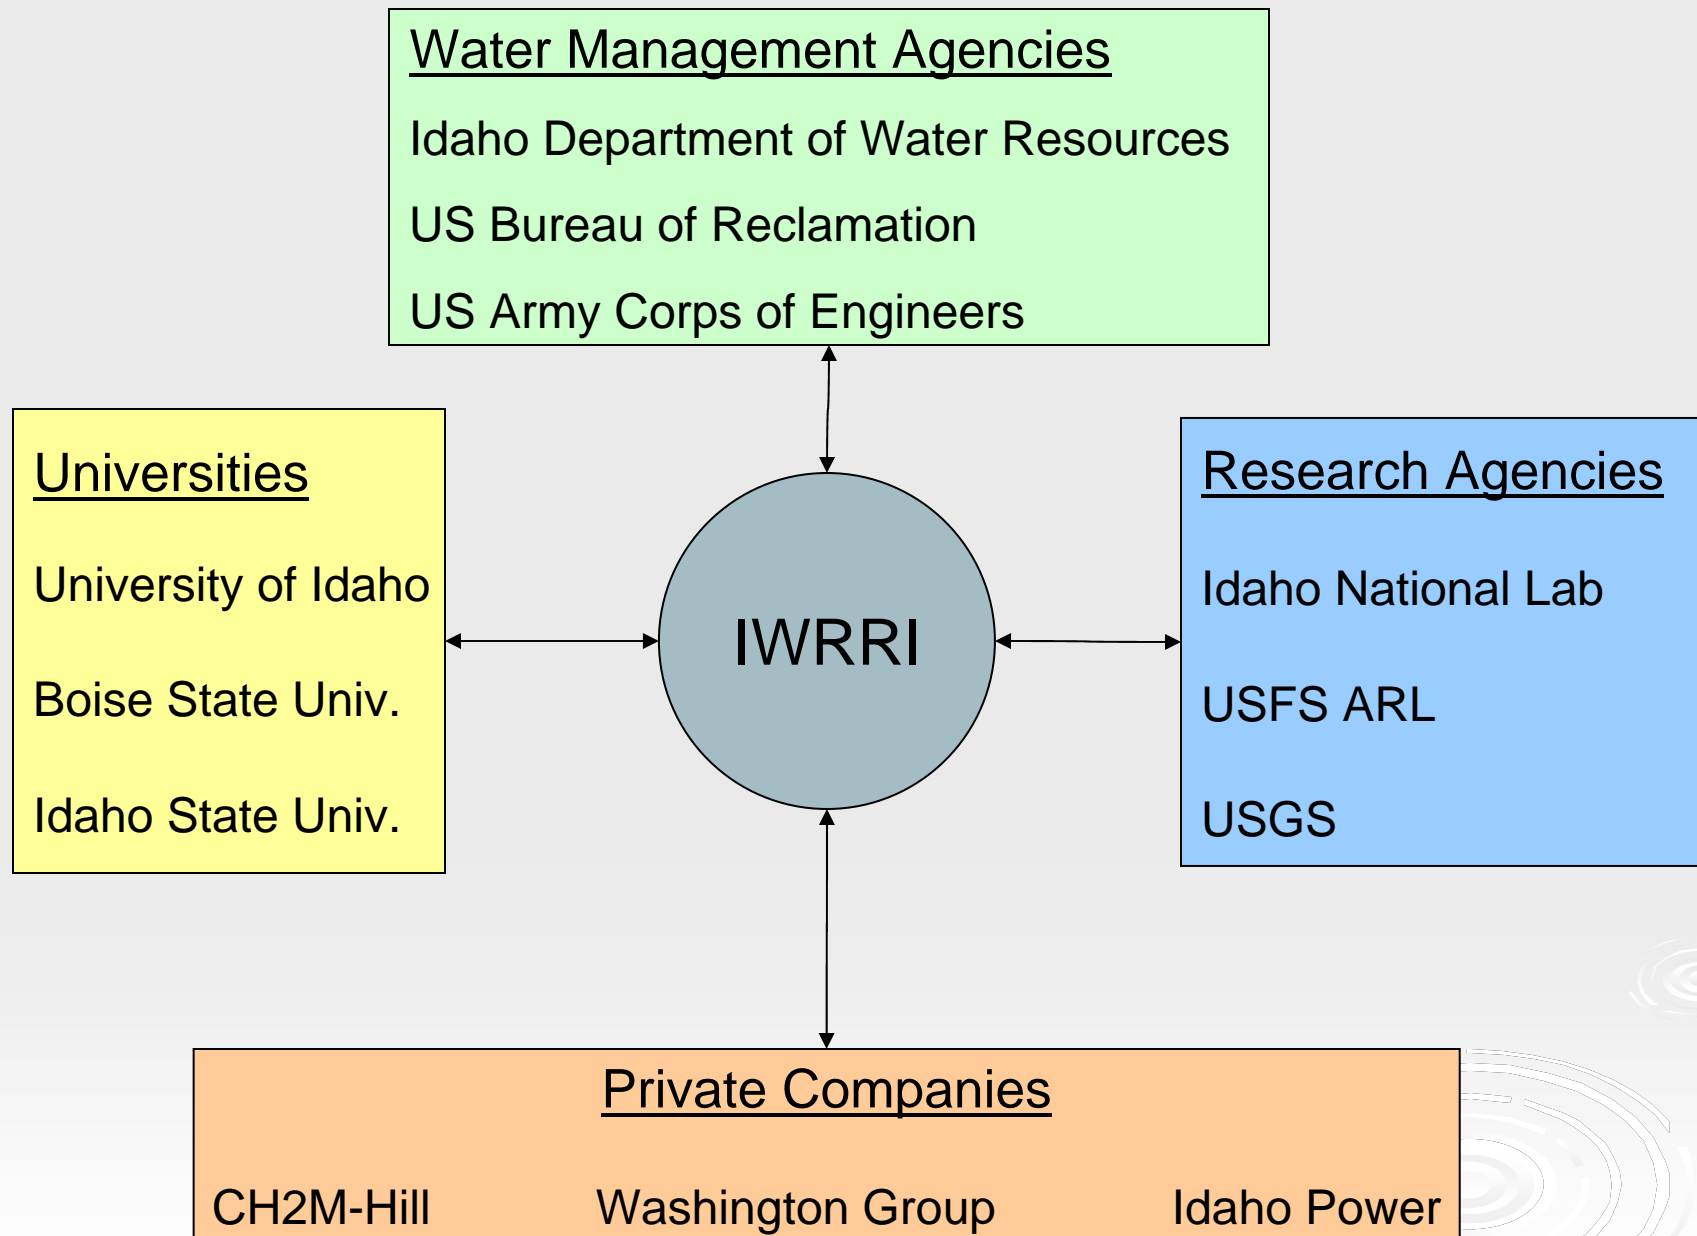 Water Management Agencies
Idaho Department of Water Resources
US Bureau of Reclamation
US Army Corps of Engineers
Universities
University of Idaho
Boise State Univ.
Idaho State Univ.
IWRRI
Research Agencies
Idaho National Lab
USFS ARL
USGS
Private Companies
CH2M-Hill Washington Group Idaho Power